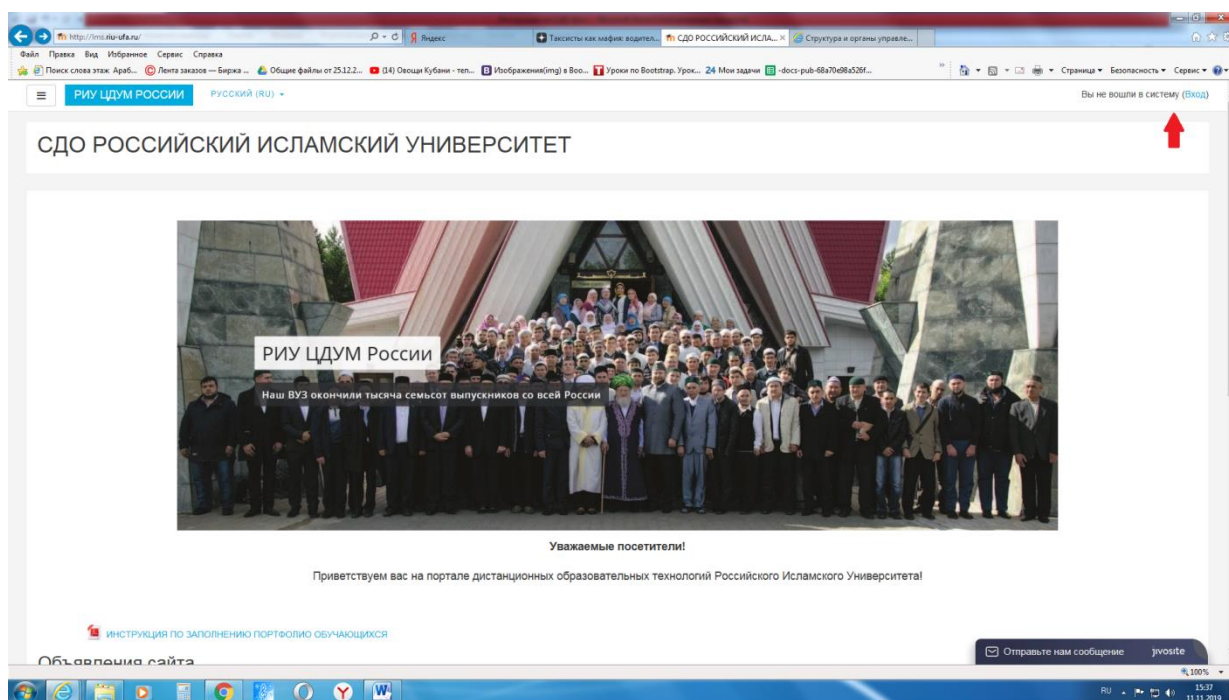 http://lms.riu-ufa.ru/
Яндекс
Таксисты как мафия: водител...
СДО РОССИЙСКИЙ ИСЛА...
Структура и органы управле...
Файл Правка Вид Избранное Сервис Справка
Поиск слова этаж Араб...
Лента заказов — Биржа ...
Общие файлы от 25.12.2...
(14) Овощи Кубани - теп...
Изображения(img) в Boo...
Уроки по Bootstrap. Урок...
24 Мои задачи
-docs-pub-68a70e98a526f...
Страница Безопасность Сервис
РИУ ЦДУМ РОССИИ
РУССКИЙ (RU)
Вы не вошли в систему (Вход)
СДО РОССИЙСКИЙ ИСЛАМСКИЙ УНИВЕРСИТЕТ
РИУ ЦДУМ России
Наш ВУЗ окончили тысяча семьсот выпускников со всей России
Уважаемые посетители!
Приветствуем вас на портале дистанционных образовательных технологий Российского Исламского Университета!
ИНСТРУКЦИЯ ПО ЗАПОЛНЕНИЮ ПОРТФОЛИО ОБУЧАЮЩИХСЯ
Объявления сайта
Отправьте нам сообщение jivosite
100%
RU
15:37
11.11.2019